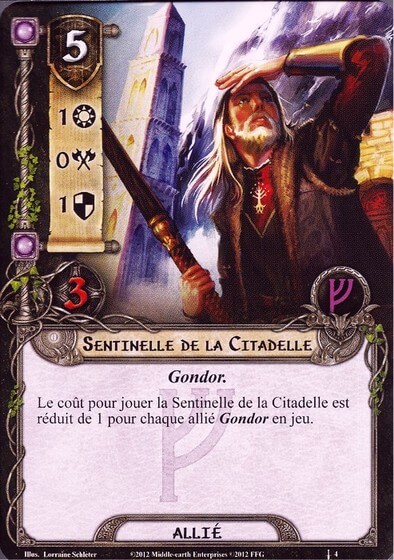 5
1
0
1
3
SENTINELLE DE LA CITADELLE
Gondor.
Le coût pour jouer la Sentinelle de la Citadelle est
réduit de 1 pour chaque allié Gondor en jeu.
ALLIÉ
Illus. Lorraine Schleter ©2012 Middle-earth Enterprises ©2012 FFG 4